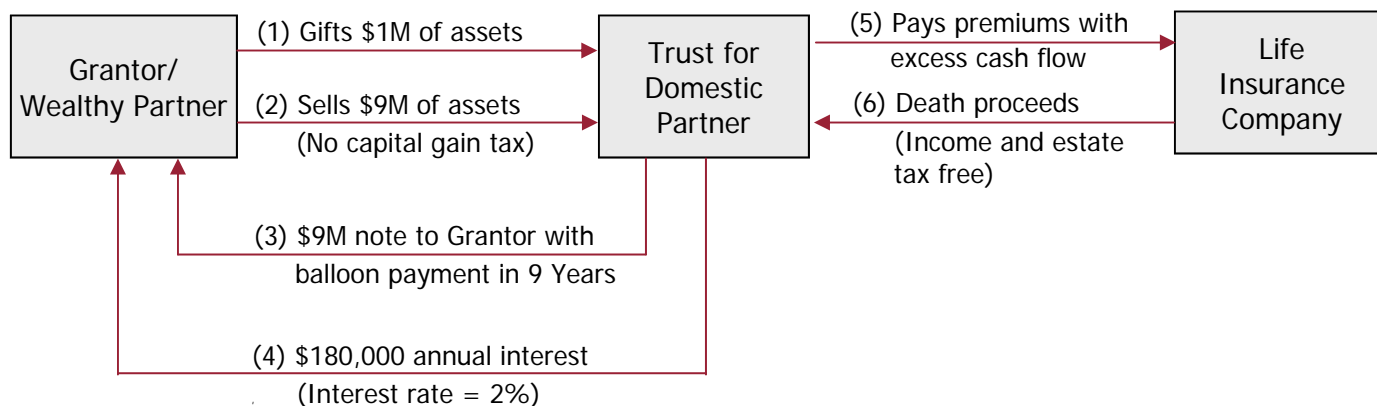 Grantor/
Wealthy Partner
(1) Gifts $1M of assets
(2) Sells $9M of assets
(No capital gain tax)
Trust for
Domestic
Partner
(5) Pays premiums with
excess cash flow
(6) Death proceeds
(Income and estate
tax free)
Life
Insurance
Company
(3) $9M note to Grantor with
balloon payment in 9 Years
(4) $180,000 annual interest
(Interest rate = 2%)